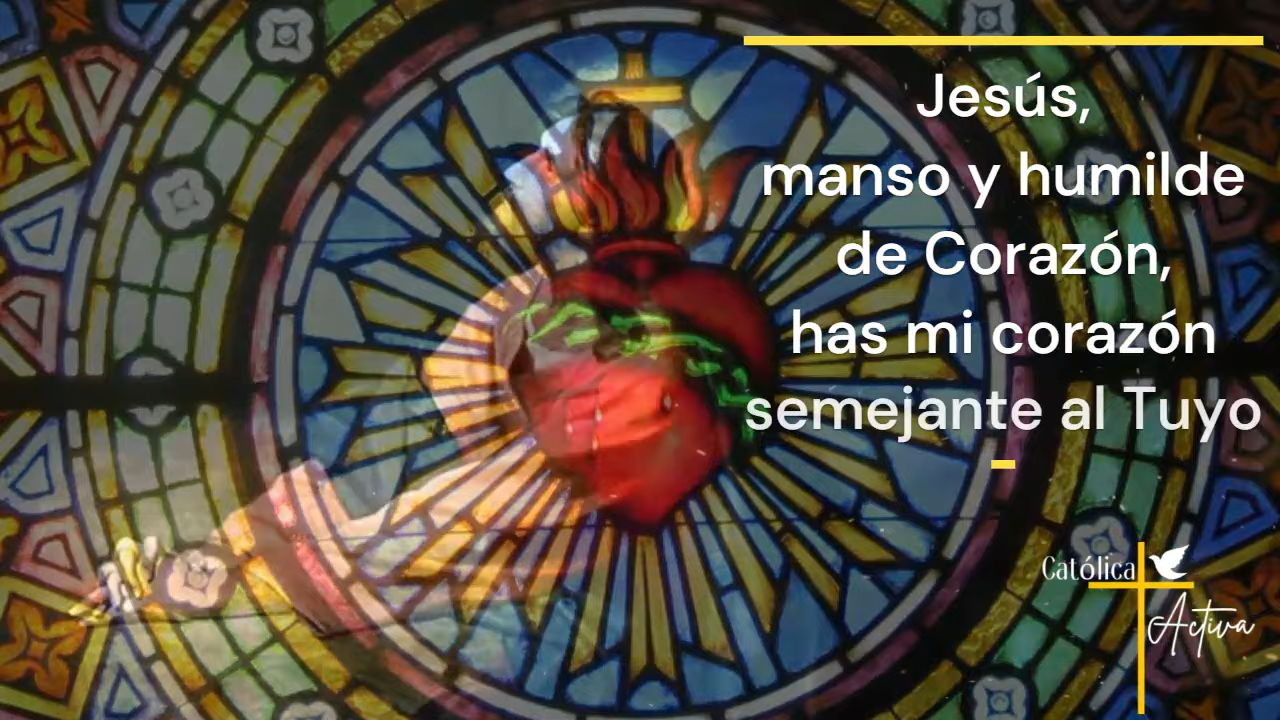 Jesús,
manso y humilde
de Corazón,
has mi corazón
semejante al Tuyo
Católica
Activa